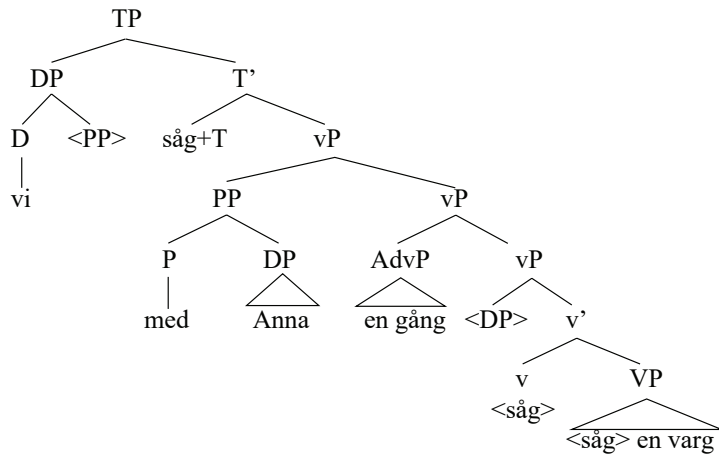 TP
DP T’
D <PP> såg+T vP
vi PP vP
P DP AdvP vP
med Anna en gång <DP> v’
v VP
<såg> <såg> en varg